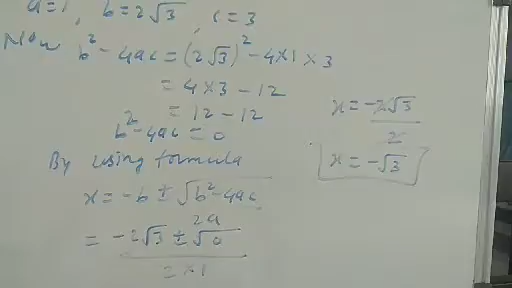 a=1, b=2√3, c=3
Now b² - 4ac = (2√3)² - 4×1×3
= 4×3 - 12
= 12 - 12
b² - 4ac = 0
By using formula
x = -b ± √b² - 4ac
2a
= -2√3 ± √0
2×1
x = -2√3
2
x = -√3